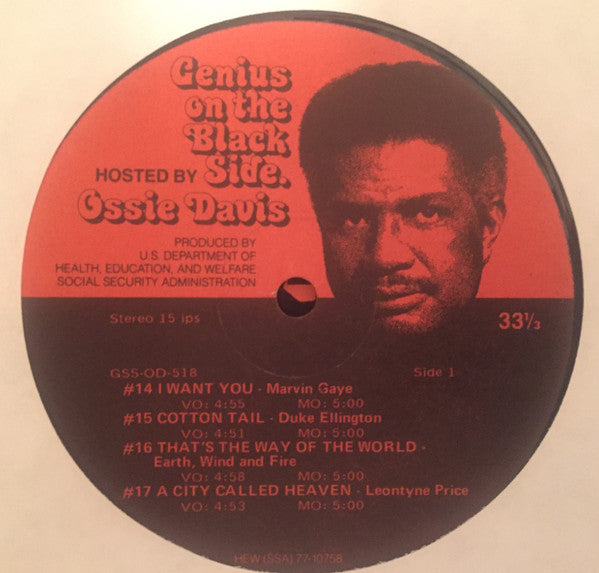 Genius
on the
Black
HOSTED BY Side.
Ossie Davis
PRODUCED BY
U.S. DEPARTMENT OF
HEALTH, EDUCATION, AND WELFARE
SOCIAL SECURITY ADMINISTRATION
Stereo 15 ips
33⅓
GSS-OD-518 Side 1
#14 I WANT YOU - Marvin Gaye
VO: 4:55 MO: 5:00
#15 COTTON TAIL - Duke Ellington
VO: 4:51 MO: 5:00
#16 THAT'S THE WAY OF THE WORLD -
Earth, Wind and Fire
VO: 4:58 MO: 5:00
#17 A CITY CALLED HEAVEN - Leontyne Price
VO: 4:53 MO: 5:00
HEW (SSA) 77-10758